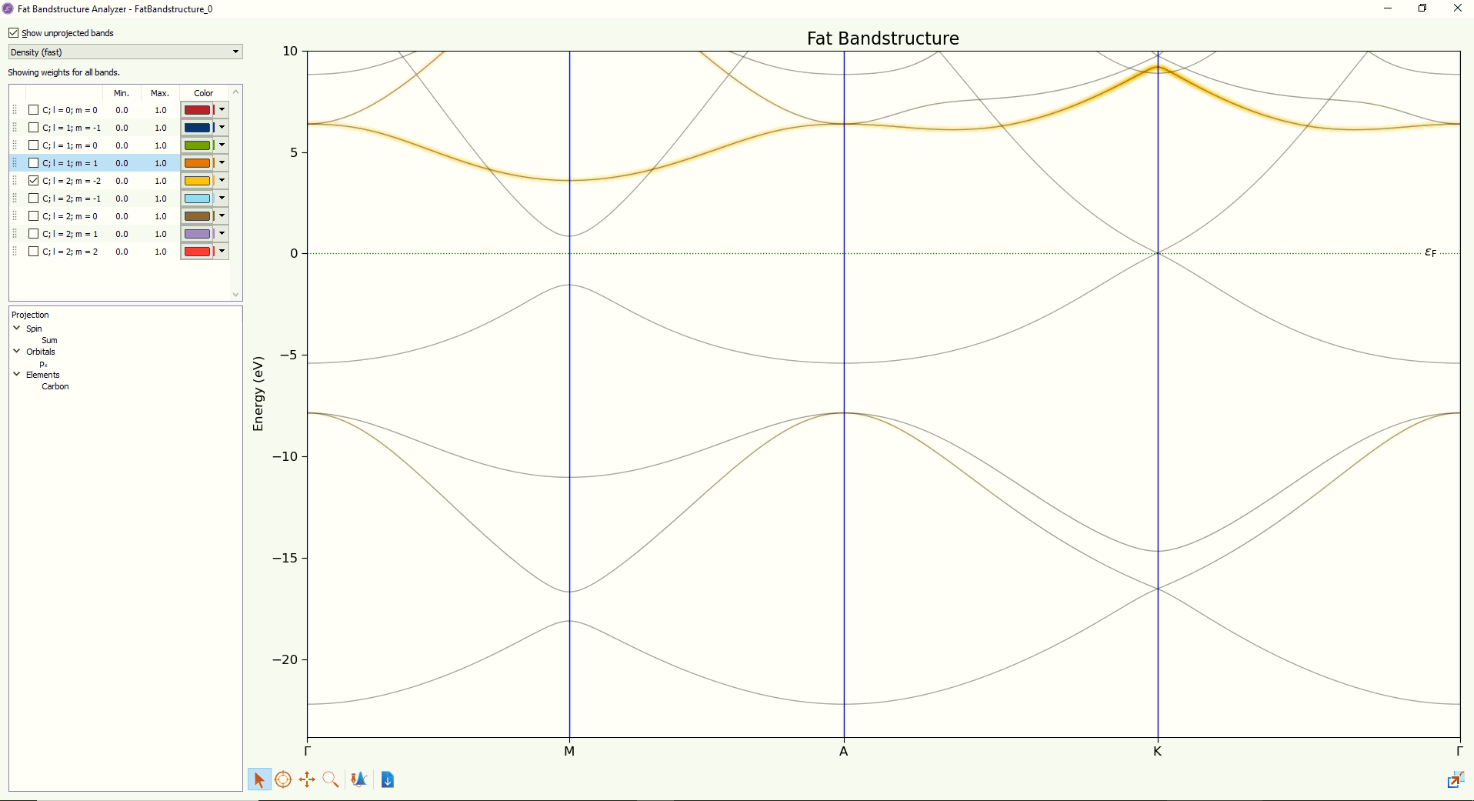 Fat Bandstructure Analyzer - FatBandstructure_0
Show unprojected bands
Density (fast)
Showing weights for all bands.
Min. Max. Color
C; l = 0; m = 0 0.0 1.0
C; l = 1; m = -1 0.0 1.0
C; l = 1; m = 0 0.0 1.0
C; l = 1; m = 1 0.0 1.0
C; l = 2; m = -2 0.0 1.0
C; l = 2; m = -1 0.0 1.0
C; l = 2; m = 0 0.0 1.0
C; l = 2; m = 1 0.0 1.0
C; l = 2; m = 2 0.0 1.0
Projection
Spin
Sum
Orbitals
Elements
Carbon
Fat Bandstructure
Energy (eV)
10
5
0
−5
−10
−15
−20
εF
Γ M A K Γ